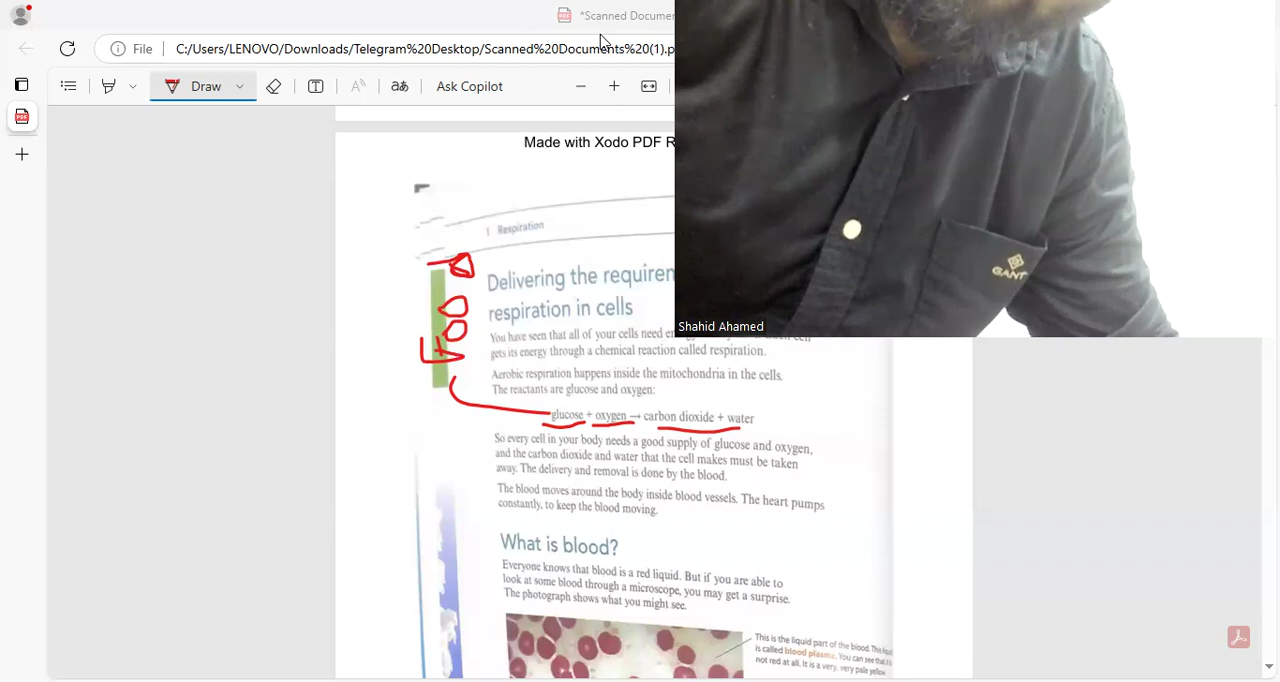 *Scanned Documen
File
C:/Users/LENOVO/Downloads/Telegram%20Desktop/Scanned%20Documents%20(1).p
Draw
Ask Copilot
Made with Xodo PDF R
1 Respiration
Delivering the requirem
respiration in cells
You have seen that all of your cells need en
cell
gets its energy through a chemical reaction called respiration.
Aerobic respiration happens inside the mitochondria in the cells.
The reactants are glucose and oxygen:
glucose + oxygen → carbon dioxide + water
So every cell in your body needs a good supply of glucose and oxygen,
and the carbon dioxide and water that the cell makes must be taken
away. The delivery and removal is done by the blood.
The blood moves around the body inside blood vessels. The heart pumps
constantly, to keep the blood moving.
What is blood?
Everyone knows that blood is a red liquid. But if you are able to
look at some blood through a microscope, you may get a surprise.
The photograph shows what you might see.
This is the liquid part of the blood. The liqu
is called blood plasma. You can see that it is
not red at all. It is a very, very pale yellow
GANT
Shahid Ahamed